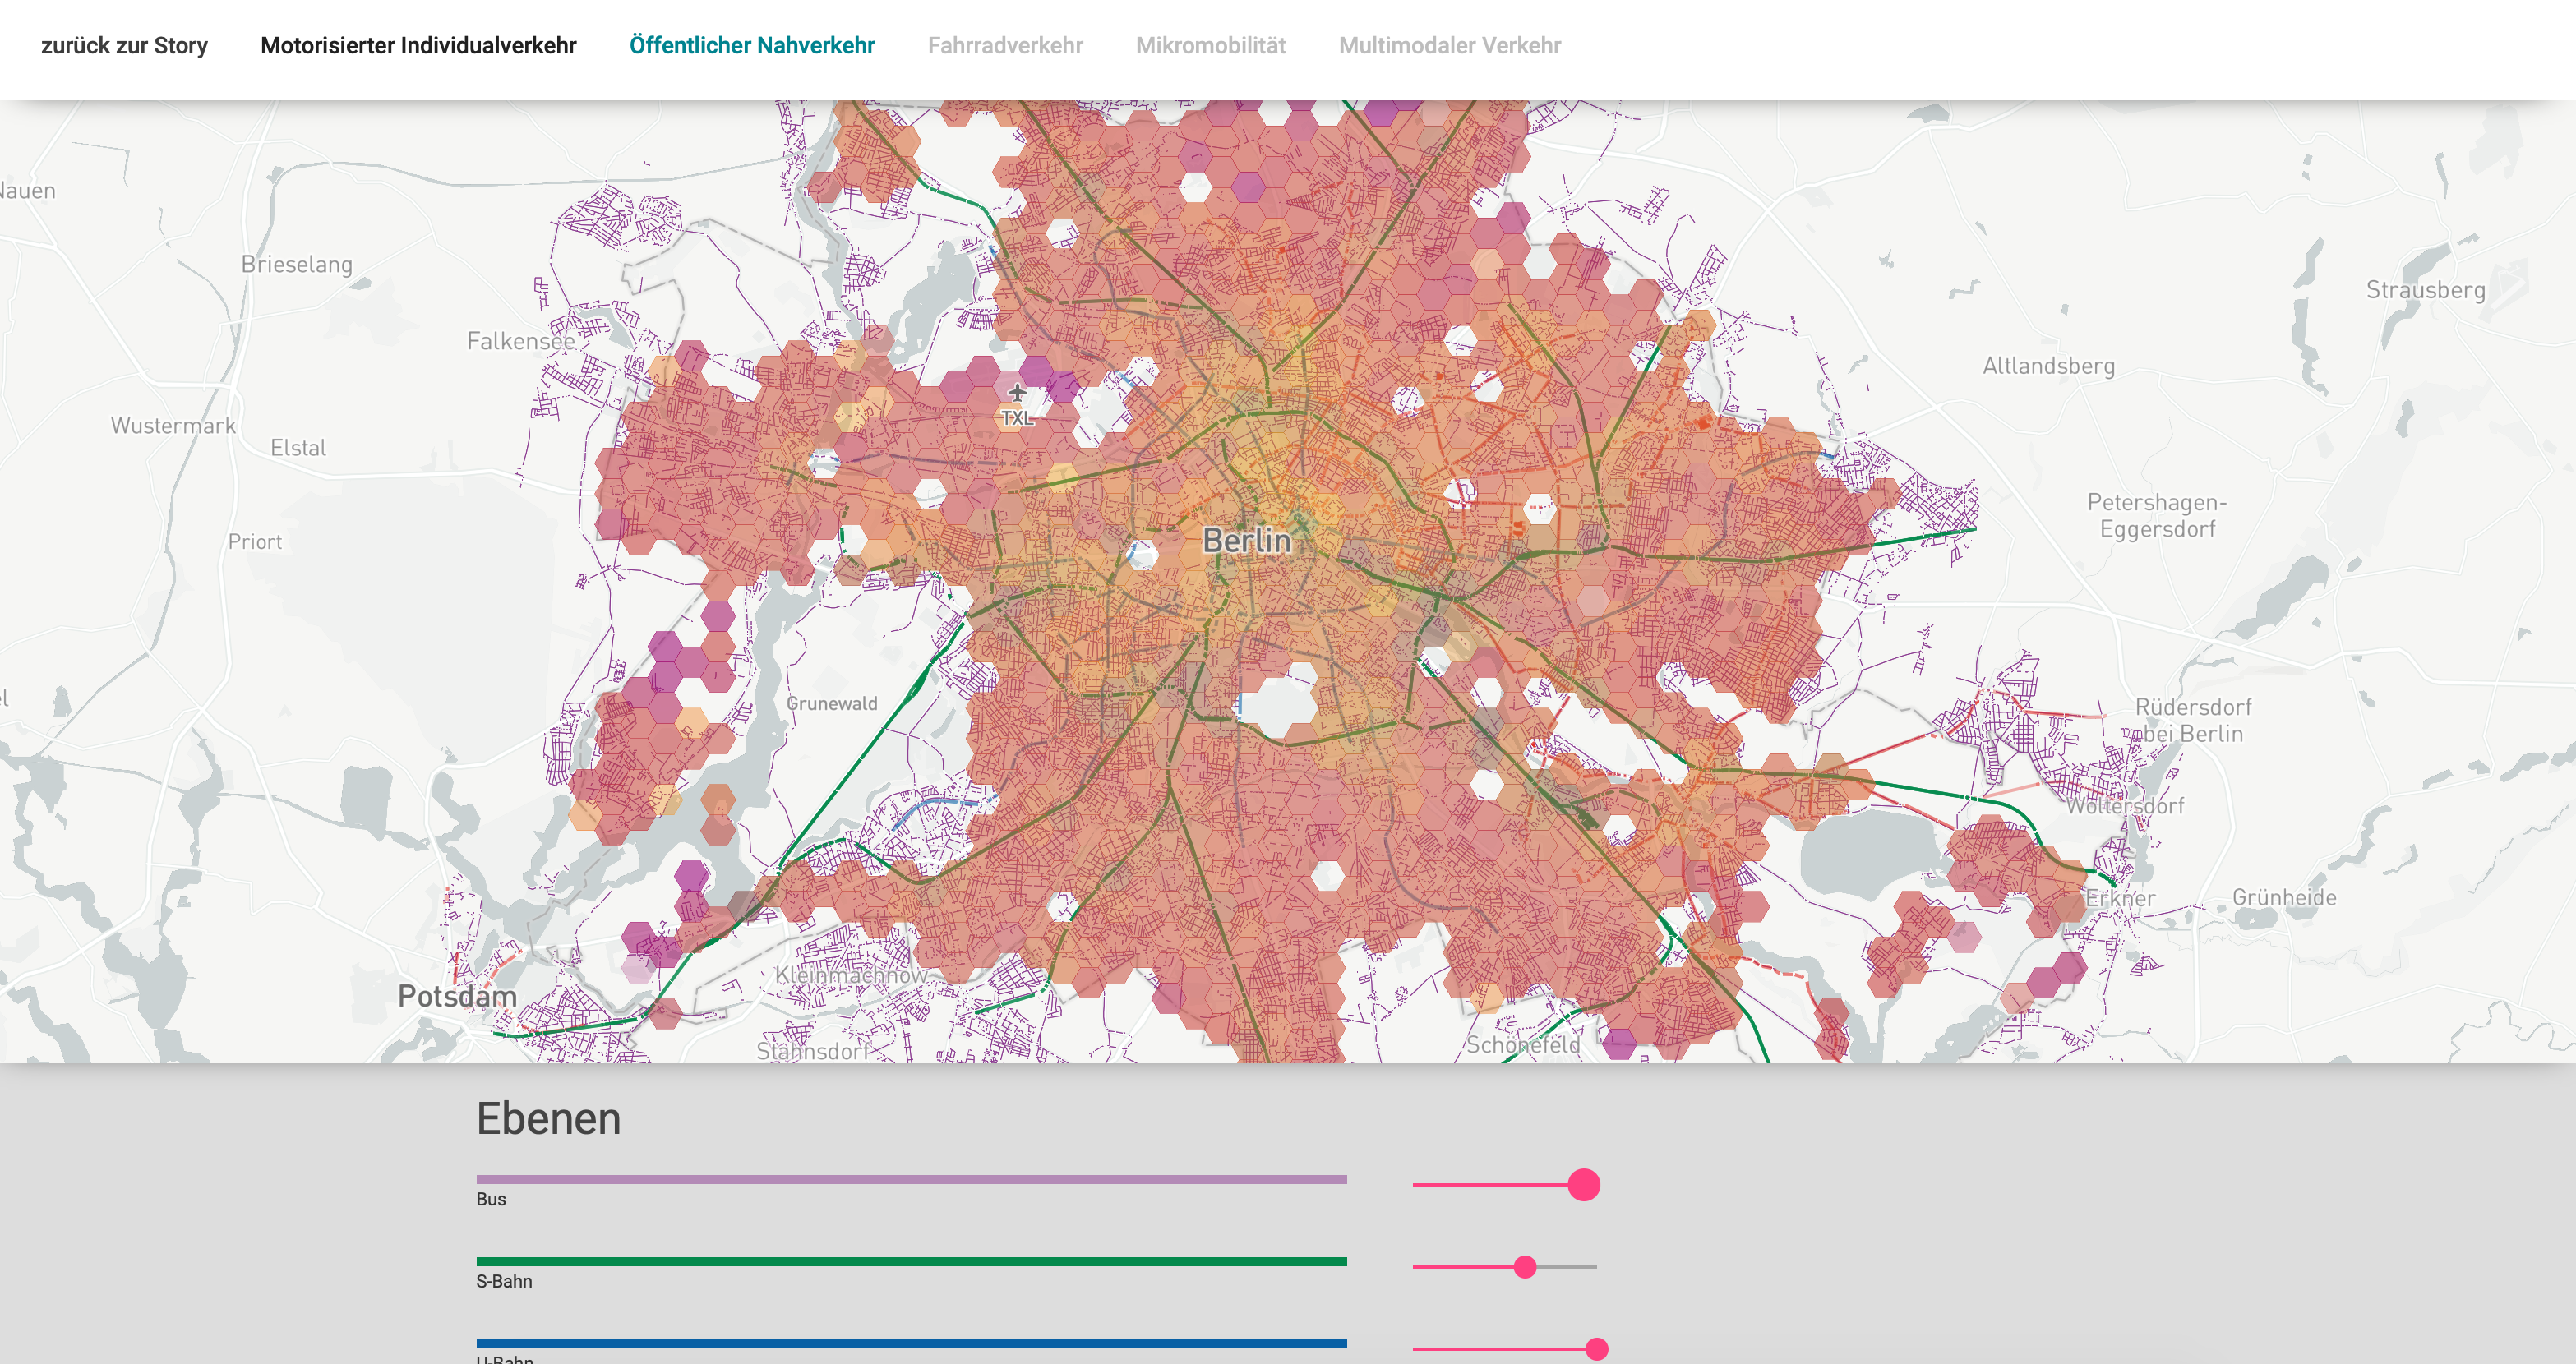 zurück zur Story
Motorisierter Individualverkehr
Öffentlicher Nahverkehr
Fahrradverkehr
Mikromobilität
Multimodaler Verkehr
Nauen
Brieselang
Strausberg
Falkensee
Altlandsberg
TXL
Wustermark
Elstal
Petershagen-
Eggersdorf
Priort
Berlin
Grunewald
Rüdersdorf
bei Berlin
Woltersdorf
Erkner
Grünheide
Kleinmachnow
Potsdam
Stahnsdorf
Schönefeld
Ebenen
Bus
S-Bahn
U-Bahn